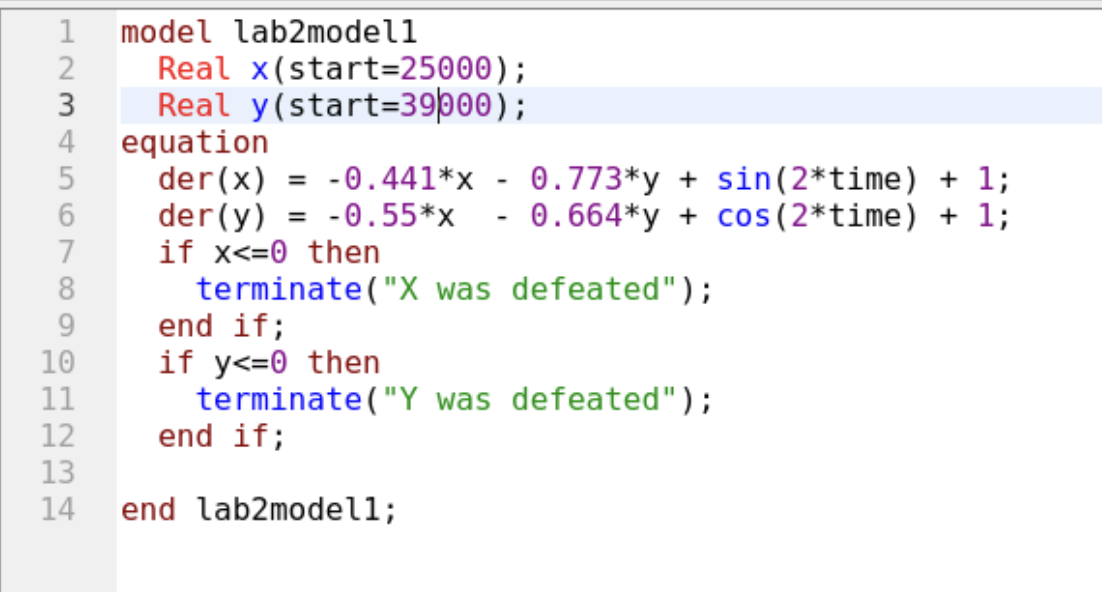 1 model lab2model1
2   Real x(start=25000);
3   Real y(start=39000);
4 equation
5   der(x) = -0.441*x - 0.773*y + sin(2*time) + 1;
6   der(y) = -0.55*x  - 0.664*y + cos(2*time) + 1;
7   if x<=0 then
8     terminate("X was defeated");
9   end if;
10   if y<=0 then
11     terminate("Y was defeated");
12   end if;
13
14 end lab2model1;